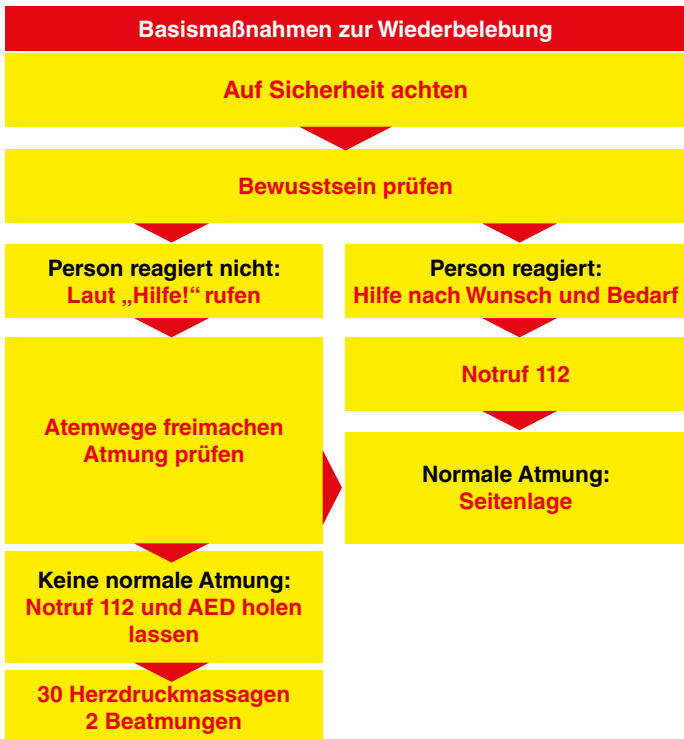 Basismaßnahmen zur Wiederbelebung
Auf Sicherheit achten
Bewusstsein prüfen
Person reagiert nicht:
Laut „Hilfe!“ rufen
Person reagiert:
Hilfe nach Wunsch und Bedarf
Atemwege freimachen
Atmung prüfen
Notruf 112
Normale Atmung:
Seitenlage
Keine normale Atmung:
Notruf 112 und AED holen
lassen
30 Herzdruckmassagen
2 Beatmungen